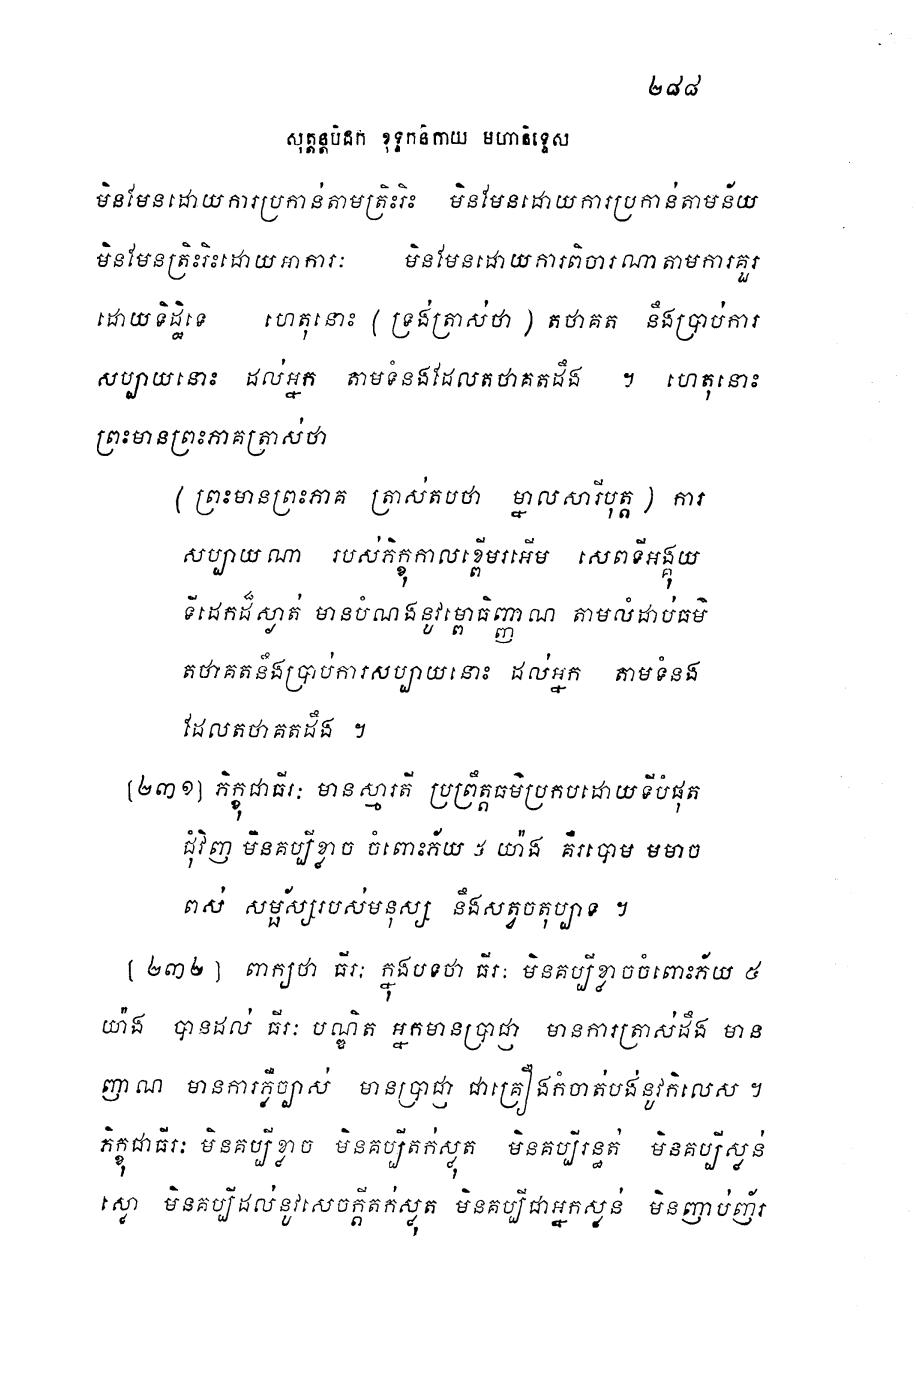 ២៨៨
សុត្តន្តបិដក ខុទ្ទកនិកាយ មហានិទ្ទេស
មិនមែនដោយការប្រកាន់តាមត្រិះរិះ មិនមែនដោយការប្រកាន់តាមន័យ
មិនមែនត្រិះរិះដោយអាការៈ មិនមែនដោយការពិចារណាតាមការគួរ
ដោយទិដ្ឋិទេ ហេតុនោះ (ទ្រង់ត្រាស់ថា) តថាគត នឹងប្រាប់ការ
សប្បាយនោះ ដល់អ្នក តាមទំនងដែលតថាគតដឹង ។ ហេតុនោះ
ព្រះមានព្រះភាគត្រាស់ថា
(ព្រះមានព្រះភាគ ត្រាស់តបថា ម្នាលសារីបុត្ត) ការ
សប្បាយណា របស់ភិក្ខុកាលខ្ពើមរអើម សេពទីអង្គុយ
ទីដេកដ៏ស្ងាត់ មានបំណងនូវម្ពោធិញ្ញាណ តាមលំដាប់ធម៌
តថាគតនឹងប្រាប់ការសប្បាយនោះ ដល់អ្នក តាមទំនង
ដែលតថាគតដឹង ។
[២៣១] ភិក្ខុជាធីរៈ មានស្មារតី ប្រព្រឹត្តធម៌ប្រកបដោយទីបំផុត
ជុំវិញ មិនគប្បីខ្លាច ចំពោះភ័យ ៥ យ៉ាង គឺរបោម មមាច
ពស់ សម្ផ័ស្សរបស់មនុស្ស នឹងសត្វចតុប្បាទ ។
[២៣២] ពាក្យថា ធីរៈ ក្នុងបទថា ធីរៈ មិនគប្បីខ្លាចចំពោះភ័យ ៥
យ៉ាង បានដល់ ធីរៈ បណ្ឌិត អ្នកមានប្រាជ្ញា មានការត្រាស់ដឹង មាន
ញាណ មានការភ្លឺច្បាស់ មានប្រាជ្ញា ជាគ្រឿងកំចាត់បង់នូវកិលេស ។
ភិក្ខុជាធីរៈ មិនគប្បីខ្លាច មិនគប្បីតក់ស្លុត មិនគប្បីរន្ធត់ មិនគប្បីស្លន់
ស្លោ មិនគប្បីដល់នូវសេចក្តីតក់ស្លុត មិនគប្បីជាអ្នកស្លន់ មិនញាប់ញ័រ